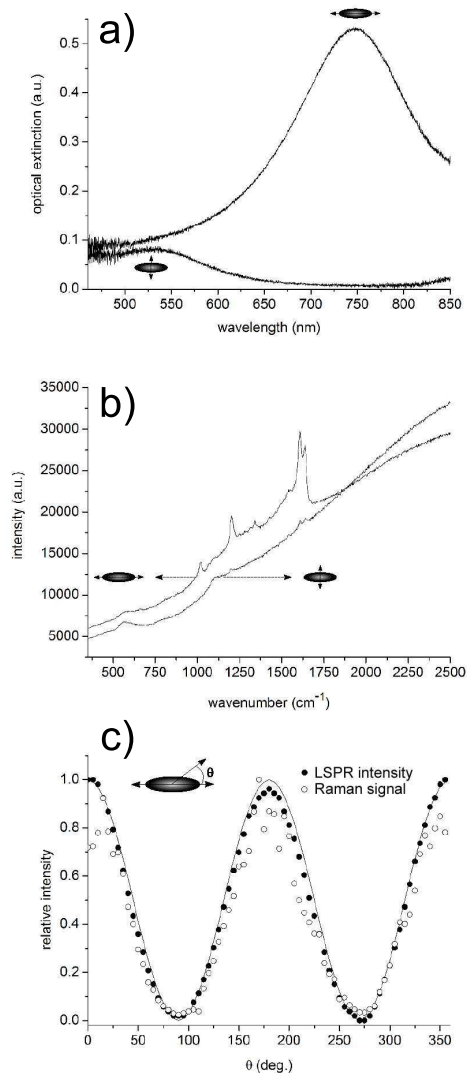 a)
0.5
0.4
0.3
0.2
0.1
0.0
optical extinction (a.u.)
500 550 600 650 700 750 800 850
wavelength (nm)
b)
35000
30000
25000
20000
15000
10000
5000
intensity (a.u.)
500 750 1000 1250 1500 1750 2000 2250 2500
wavenumber (cm⁻¹)
c)
θ
LSPR intensity
Raman signal
1.0
0.8
0.6
0.4
0.2
0.0
relative intensity
0 50 100 150 200 250 300 350
θ (deg.)